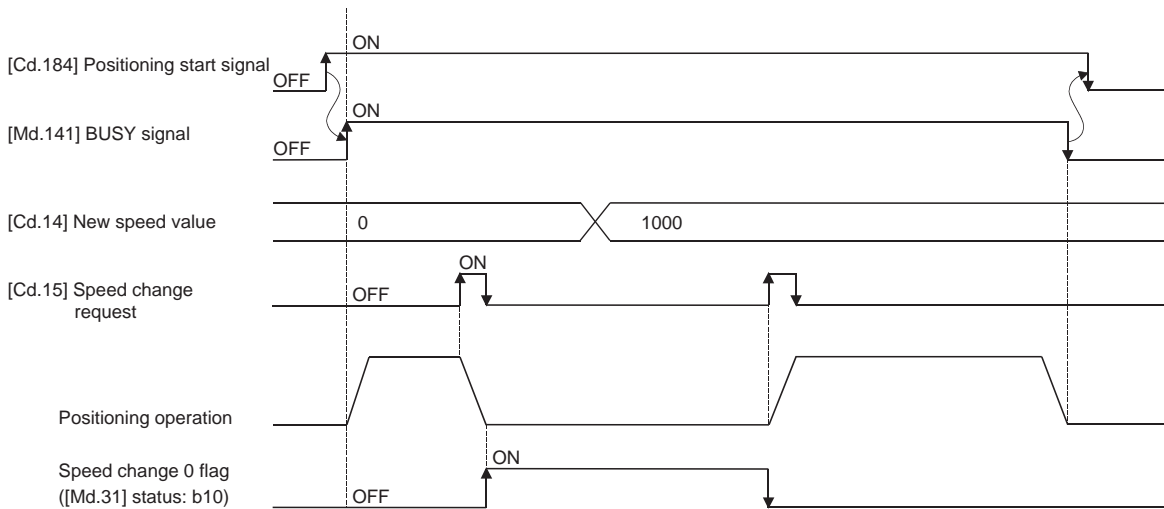 ON
[Cd.184] Positioning start signal
OFF
ON
[Md.141] BUSY signal
OFF
[Cd.14] New speed value
0
1000
ON
[Cd.15] Speed change
request
OFF
Positioning operation
ON
Speed change 0 flag
([Md.31] status: b10)
OFF